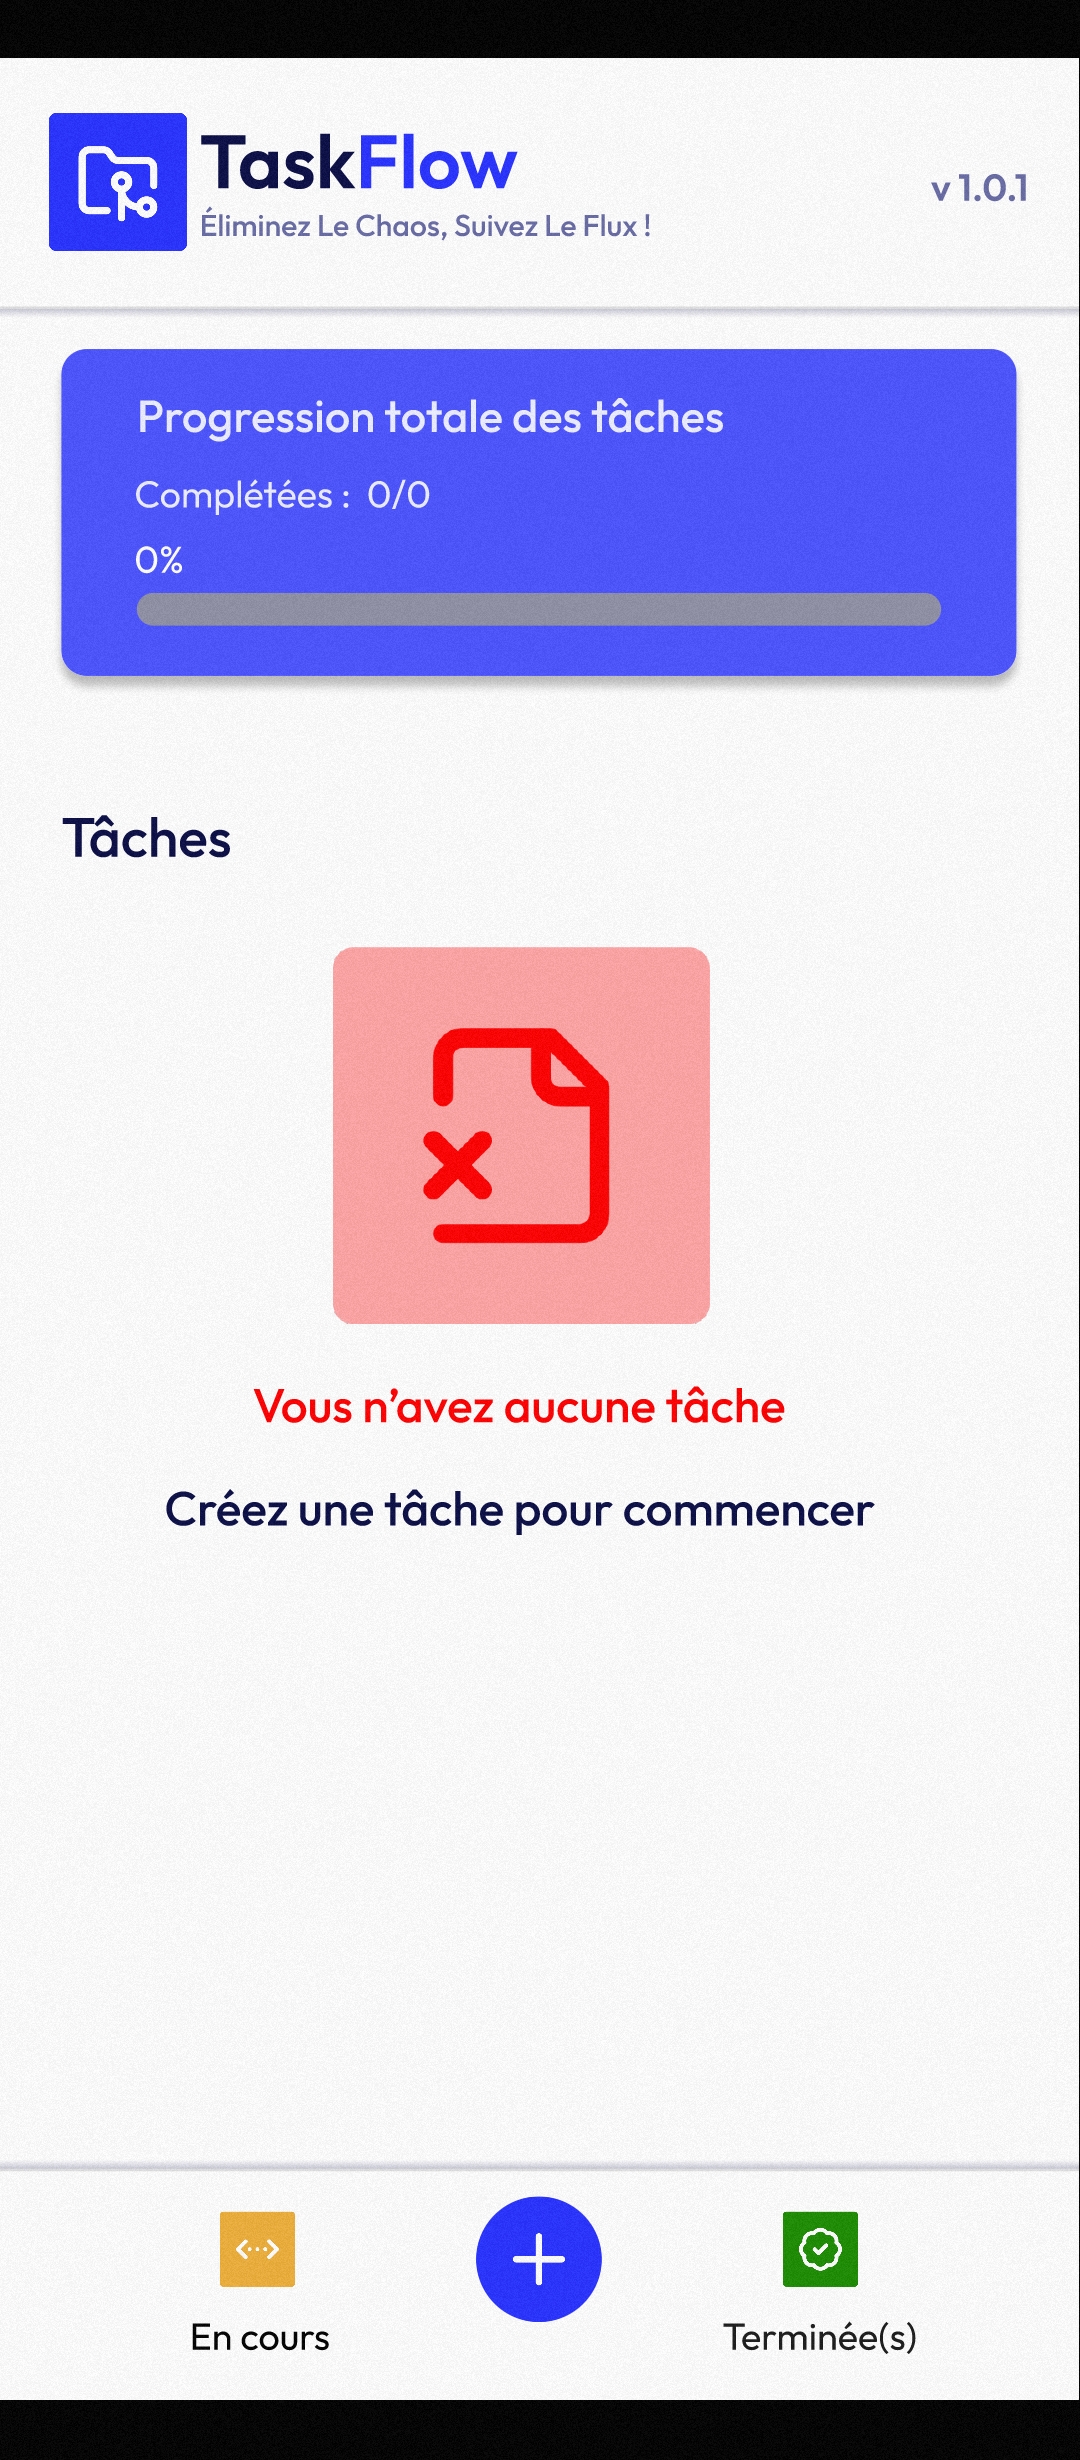 TaskFlow
Éliminez Le Chaos, Suivez Le Flux !
v 1.0.1
Progression totale des tâches
Complétées : 0/0
0%
Tâches
Vous n’avez aucune tâche
Créez une tâche pour commencer
En cours
Terminée(s)